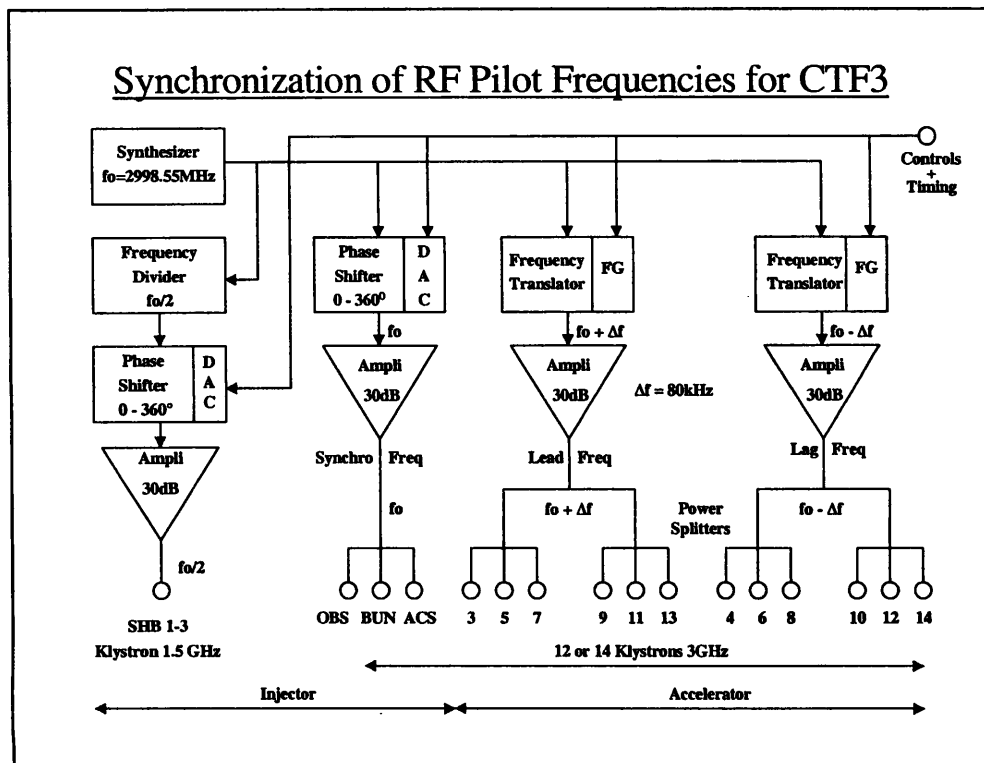 Synchronization of RF Pilot Frequencies for CTF3
Synthesizer
fo=2998.55MHz
Controls
+
Timing
Frequency
Divider
fo/2
Phase
Shifter
0 - 360⁰
D
A
C
Frequency
Translator
FG
Frequency
Translator
FG
fo
fo + Δf
fo - Δf
Phase
Shifter
0 - 360°
D
A
C
Ampli
30dB
Ampli
30dB
Δf = 80kHz
Ampli
30dB
Ampli
30dB
Synchro Freq
Lead Freq
Lag Freq
fo
fo + Δf
Power
Splitters
fo - Δf
fo/2
OBS BUN ACS 3 5 7 9 11 13 4 6 8 10 12 14
SHB 1-3
Klystron 1.5 GHz
12 or 14 Klystrons 3GHz
Injector
Accelerator